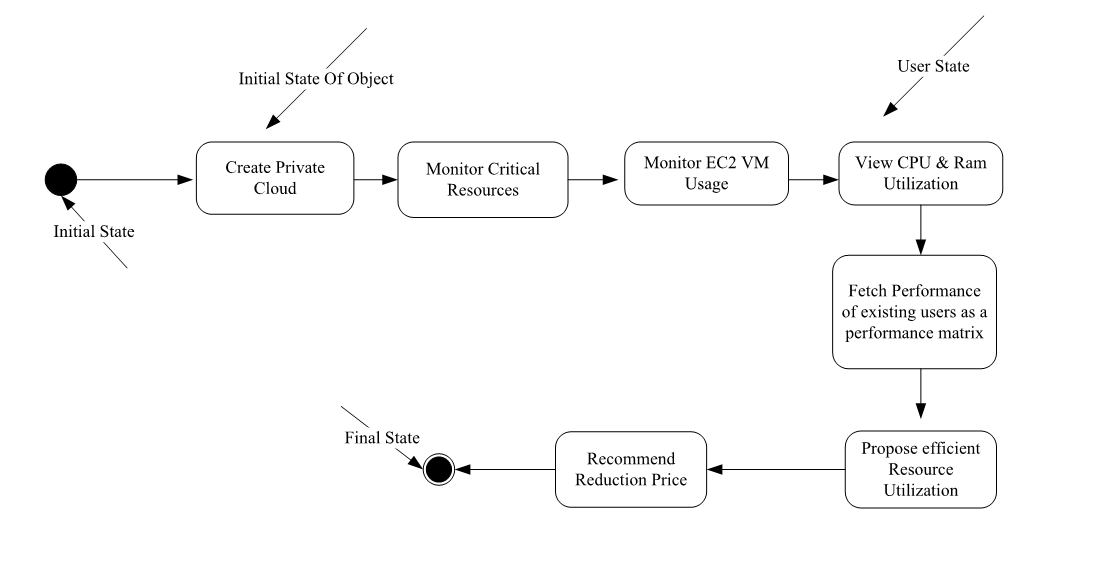 Initial State Of Object
User State
Create Private
Cloud
Monitor Critical
Resources
Monitor EC2 VM
Usage
View CPU & Ram
Utilization
Initial State
Fetch Performance
of existing users as a
performance matrix
Final State
Recommend
Reduction Price
Propose efficient
Resource
Utilization